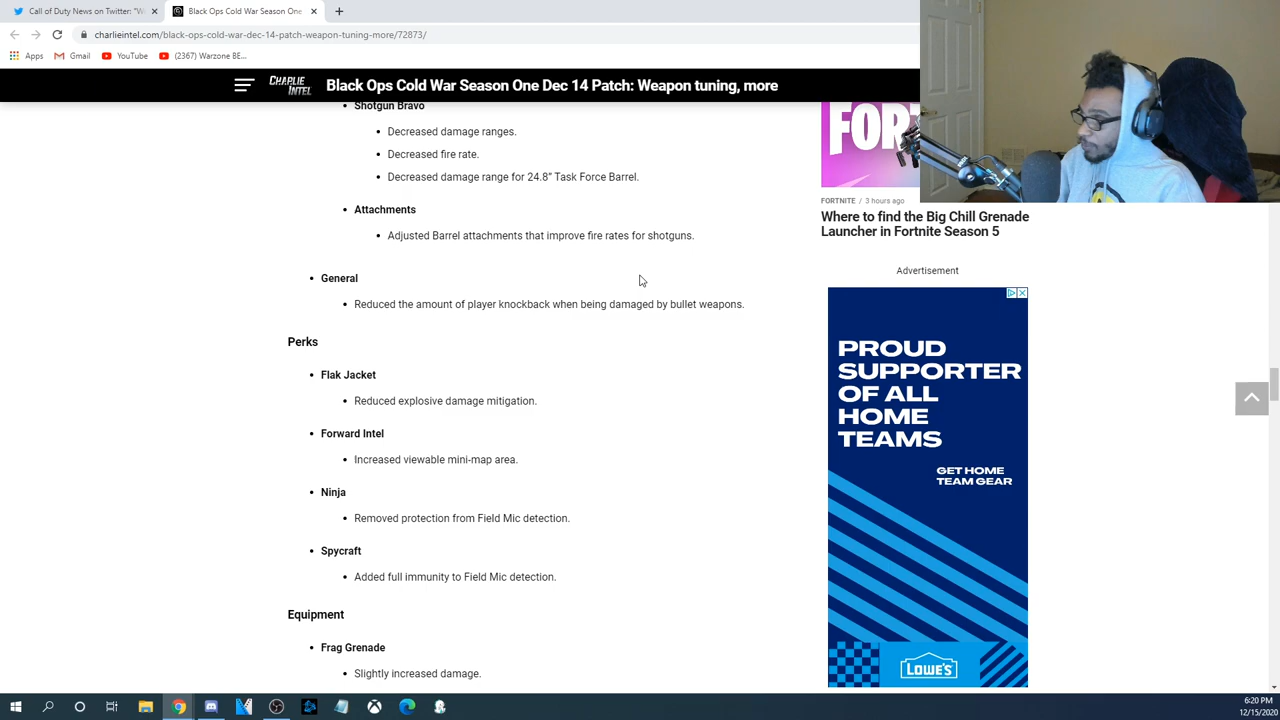 Call of Duty News on Twitter: "W
Black Ops Cold War Season One D
charlieintel.com/black-ops-cold-war-dec-14-patch-weapon-tuning-more/72873/
Apps
Gmail
YouTube
(2367) Warzone BE...
CHARLIE INTEL
Black Ops Cold War Season One Dec 14 Patch: Weapon tuning, more
Shotgun Bravo
Decreased damage ranges.
Decreased fire rate.
Decreased damage range for 24.8" Task Force Barrel.
Attachments
Adjusted Barrel attachments that improve fire rates for shotguns.
General
Reduced the amount of player knockback when being damaged by bullet weapons.
Perks
Flak Jacket
Reduced explosive damage mitigation.
Forward Intel
Increased viewable mini-map area.
Ninja
Removed protection from Field Mic detection.
Spycraft
Added full immunity to Field Mic detection.
Equipment
Frag Grenade
Slightly increased damage.
FOR
FORTNITE / 3 hours ago
Where to find the Big Chill Grenade
Launcher in Fortnite Season 5
Advertisement
PROUD
SUPPORTER
OF ALL
HOME
TEAMS
GET HOME
TEAM GEAR
LOWE'S
6:20 PM
12/15/2020